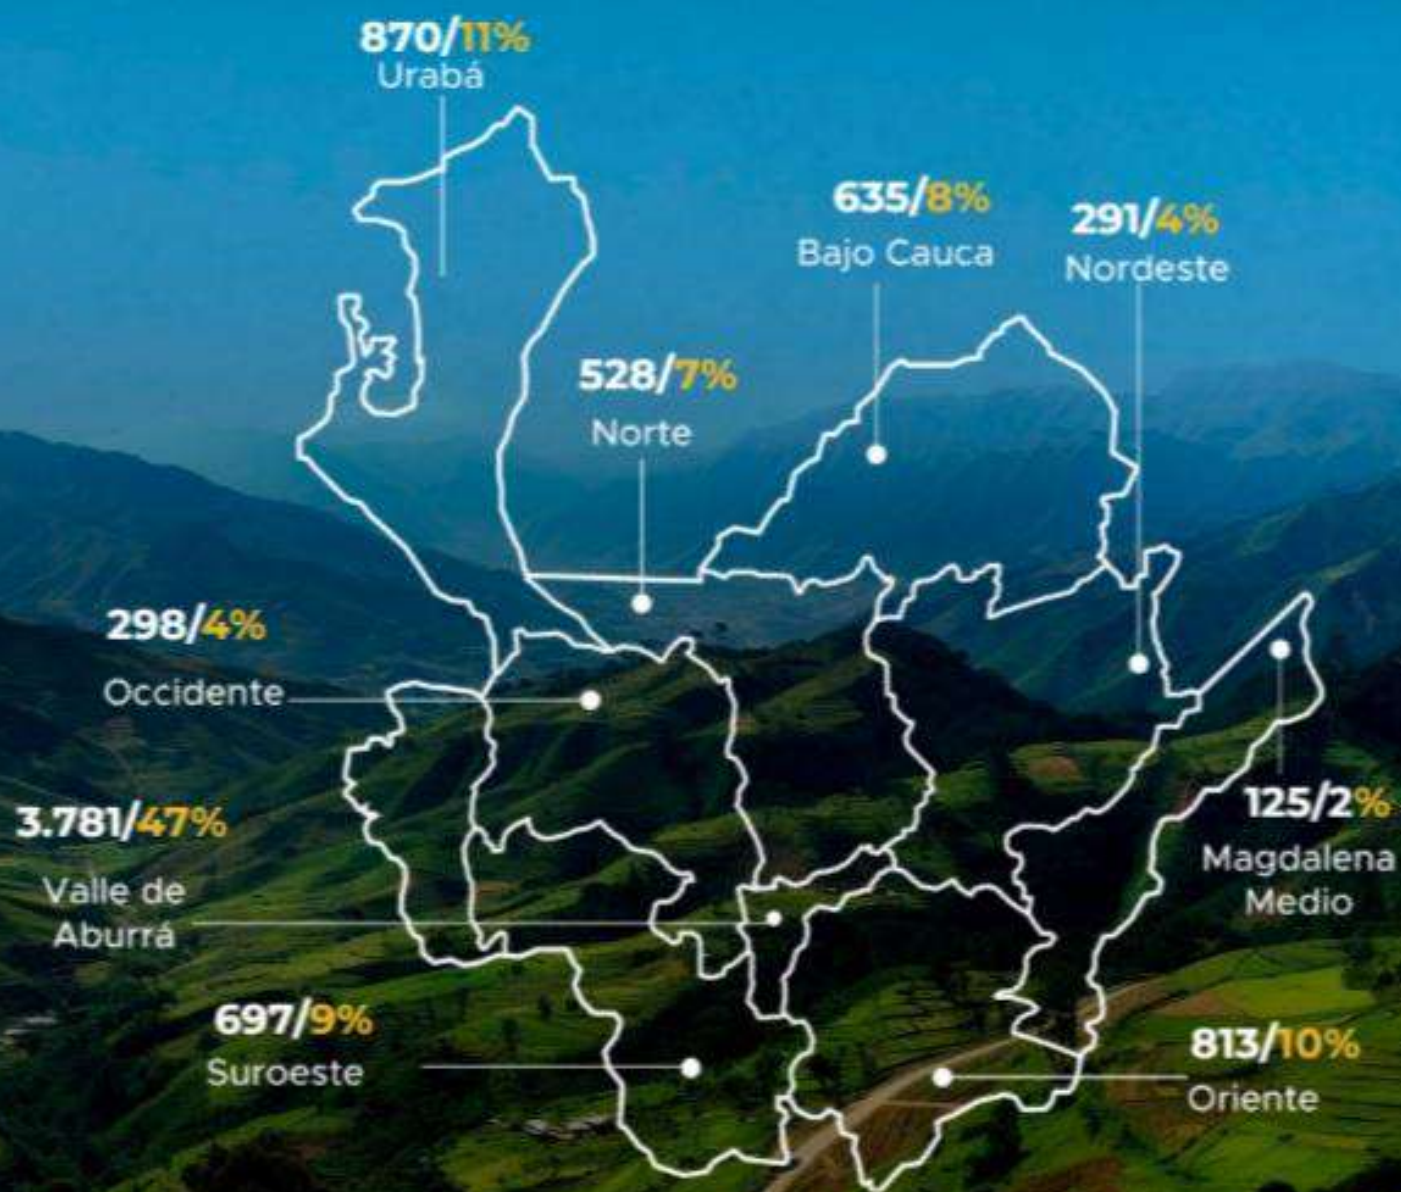 870/11%
Urabá
635/8%
Bajo Cauca
291/4%
Nordeste
528/7%
Norte
298/4%
Occidente
3.781/47%
Valle de
Aburrá
125/2%
Magdalena
Medio
697/9%
Suroeste
813/10%
Oriente